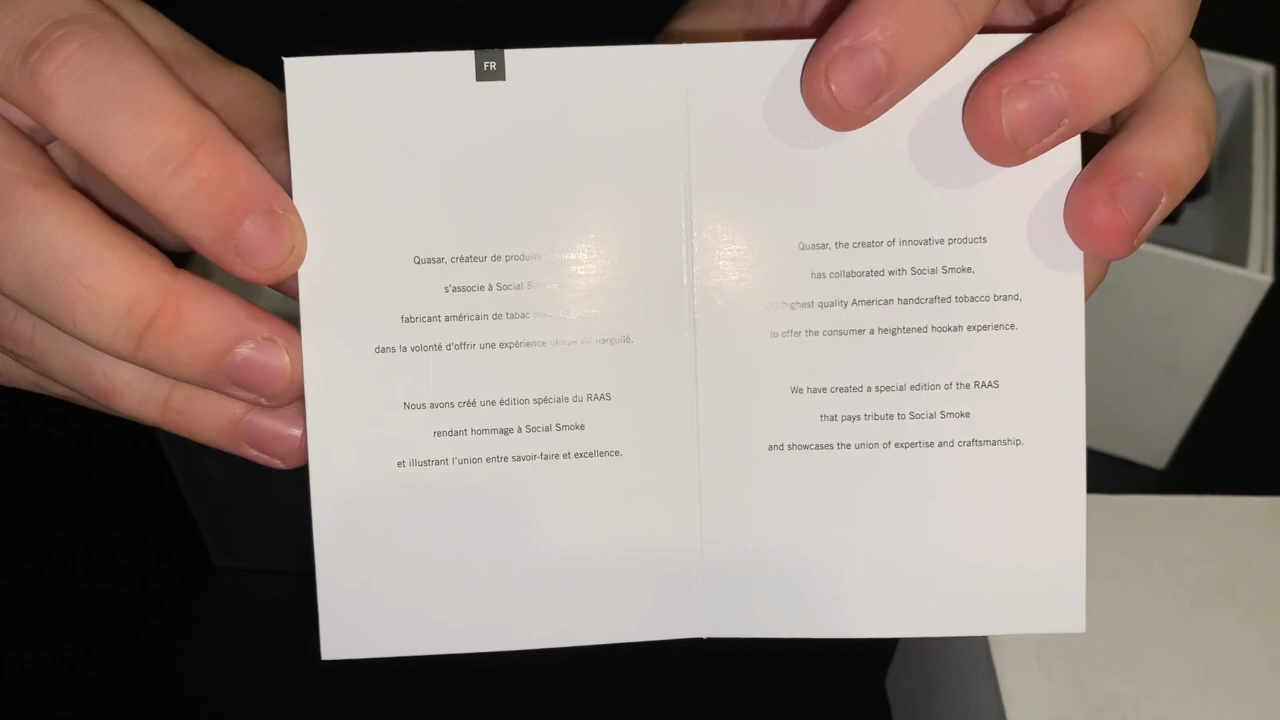 FR
Quasar, créateur de produits
s'associe à Social
fabricant américain de tabac
dans la volonté d'offrir une expérience narguilé.
Nous avons créé une édition spéciale du RAAS
rendant hommage à Social Smoke
et illustrant l'union entre savoir-faire et excellence.
Quasar, the creator of innovative products
has collaborated with Social Smoke,
highest quality American handcrafted tobacco brand,
to offer the consumer a heightened hookah experience.
We have created a special edition of the RAAS
that pays tribute to Social Smoke
and showcases the union of expertise and craftsmanship.